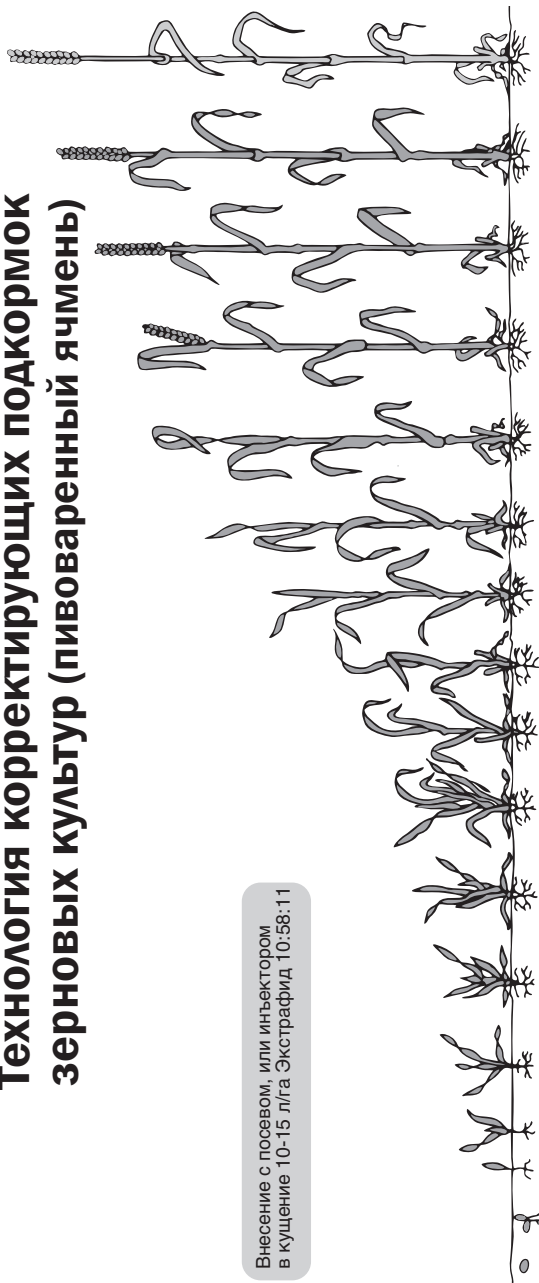 Технология корректирующих подкормок
зерновых культур (пивоваренный ячмень)
Внесение с посевом, или инъектором
в кущение 10-15 л/га Экстрафид 10:58:11